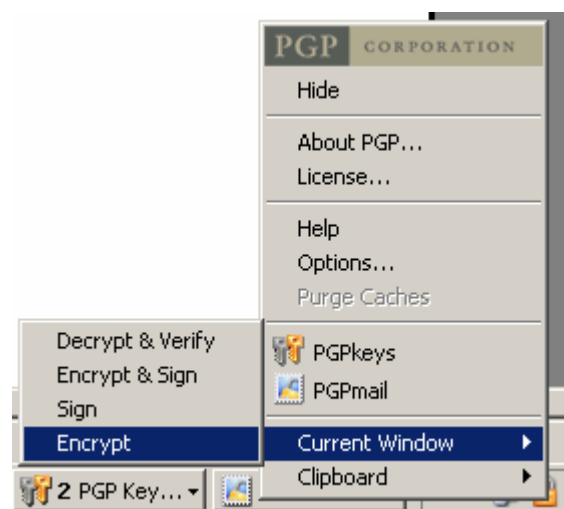 PGP CORPORATION
Hide
About PGP...
License...
Help
Options...
Purge Caches
PGPkeys
PGPmail
Current Window
Clipboard
Decrypt & Verify
Encrypt & Sign
Sign
Encrypt
2 PGP Key...